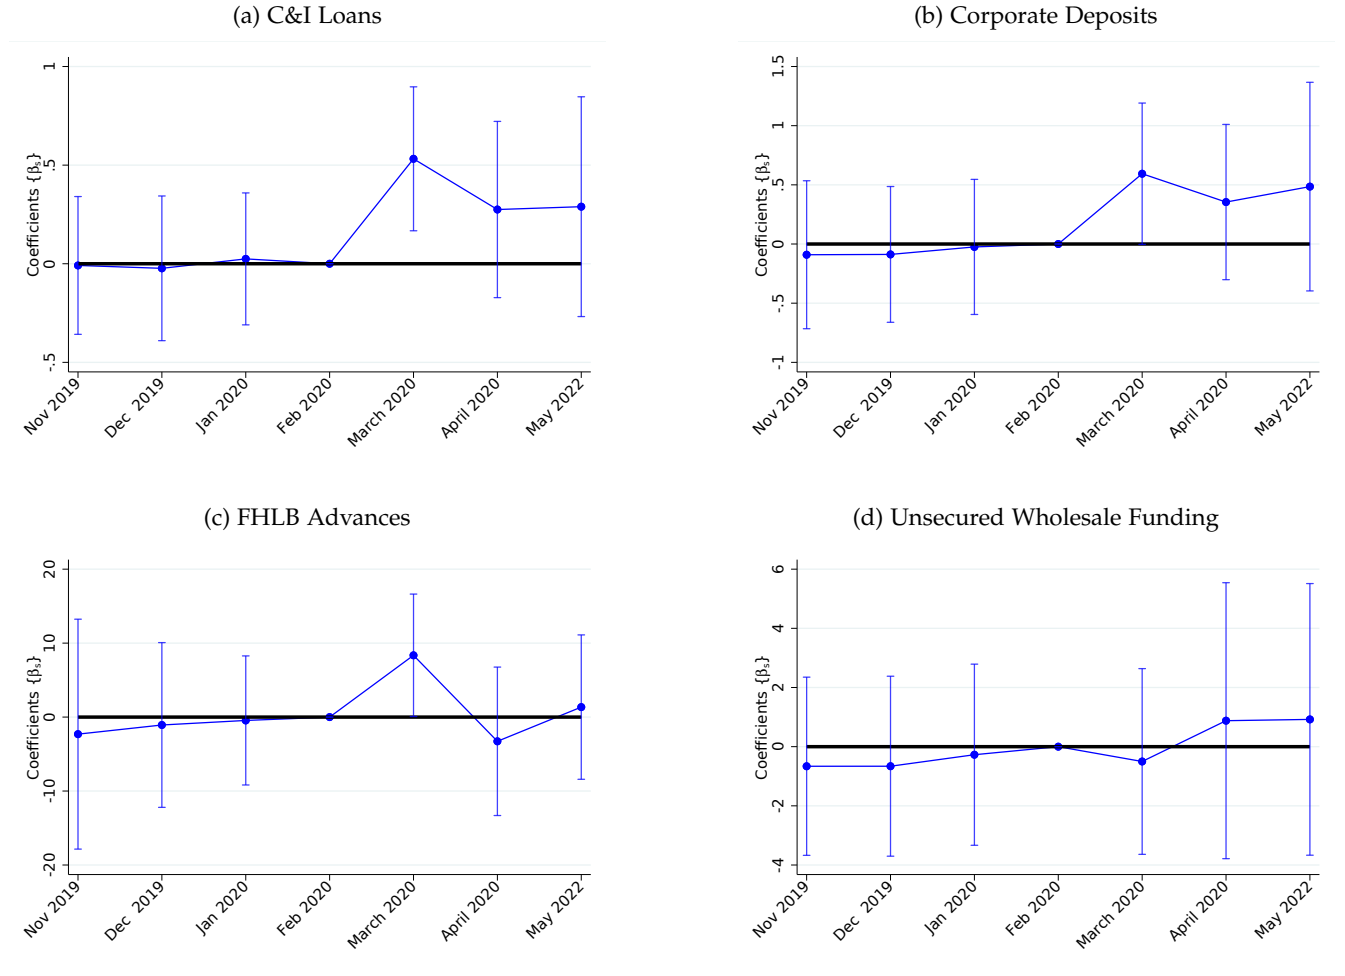 (a) C&I Loans
(b) Corporate Deposits
Coefficients {βs}
1
.5
0
-.5
Nov 2019
Dec 2019
Jan 2020
Feb 2020
March 2020
April 2020
May 2022
Coefficients {βs}
1.5
1
.5
0
-.5
-1
Nov 2019
Dec 2019
Jan 2020
Feb 2020
March 2020
April 2020
May 2022
(c) FHLB Advances
(d) Unsecured Wholesale Funding
Coefficients {βs}
20
10
0
-10
-20
Nov 2019
Dec 2019
Jan 2020
Feb 2020
March 2020
April 2020
May 2022
Coefficients {βs}
6
4
2
0
-2
-4
Nov 2019
Dec 2019
Jan 2020
Feb 2020
March 2020
April 2020
May 2022